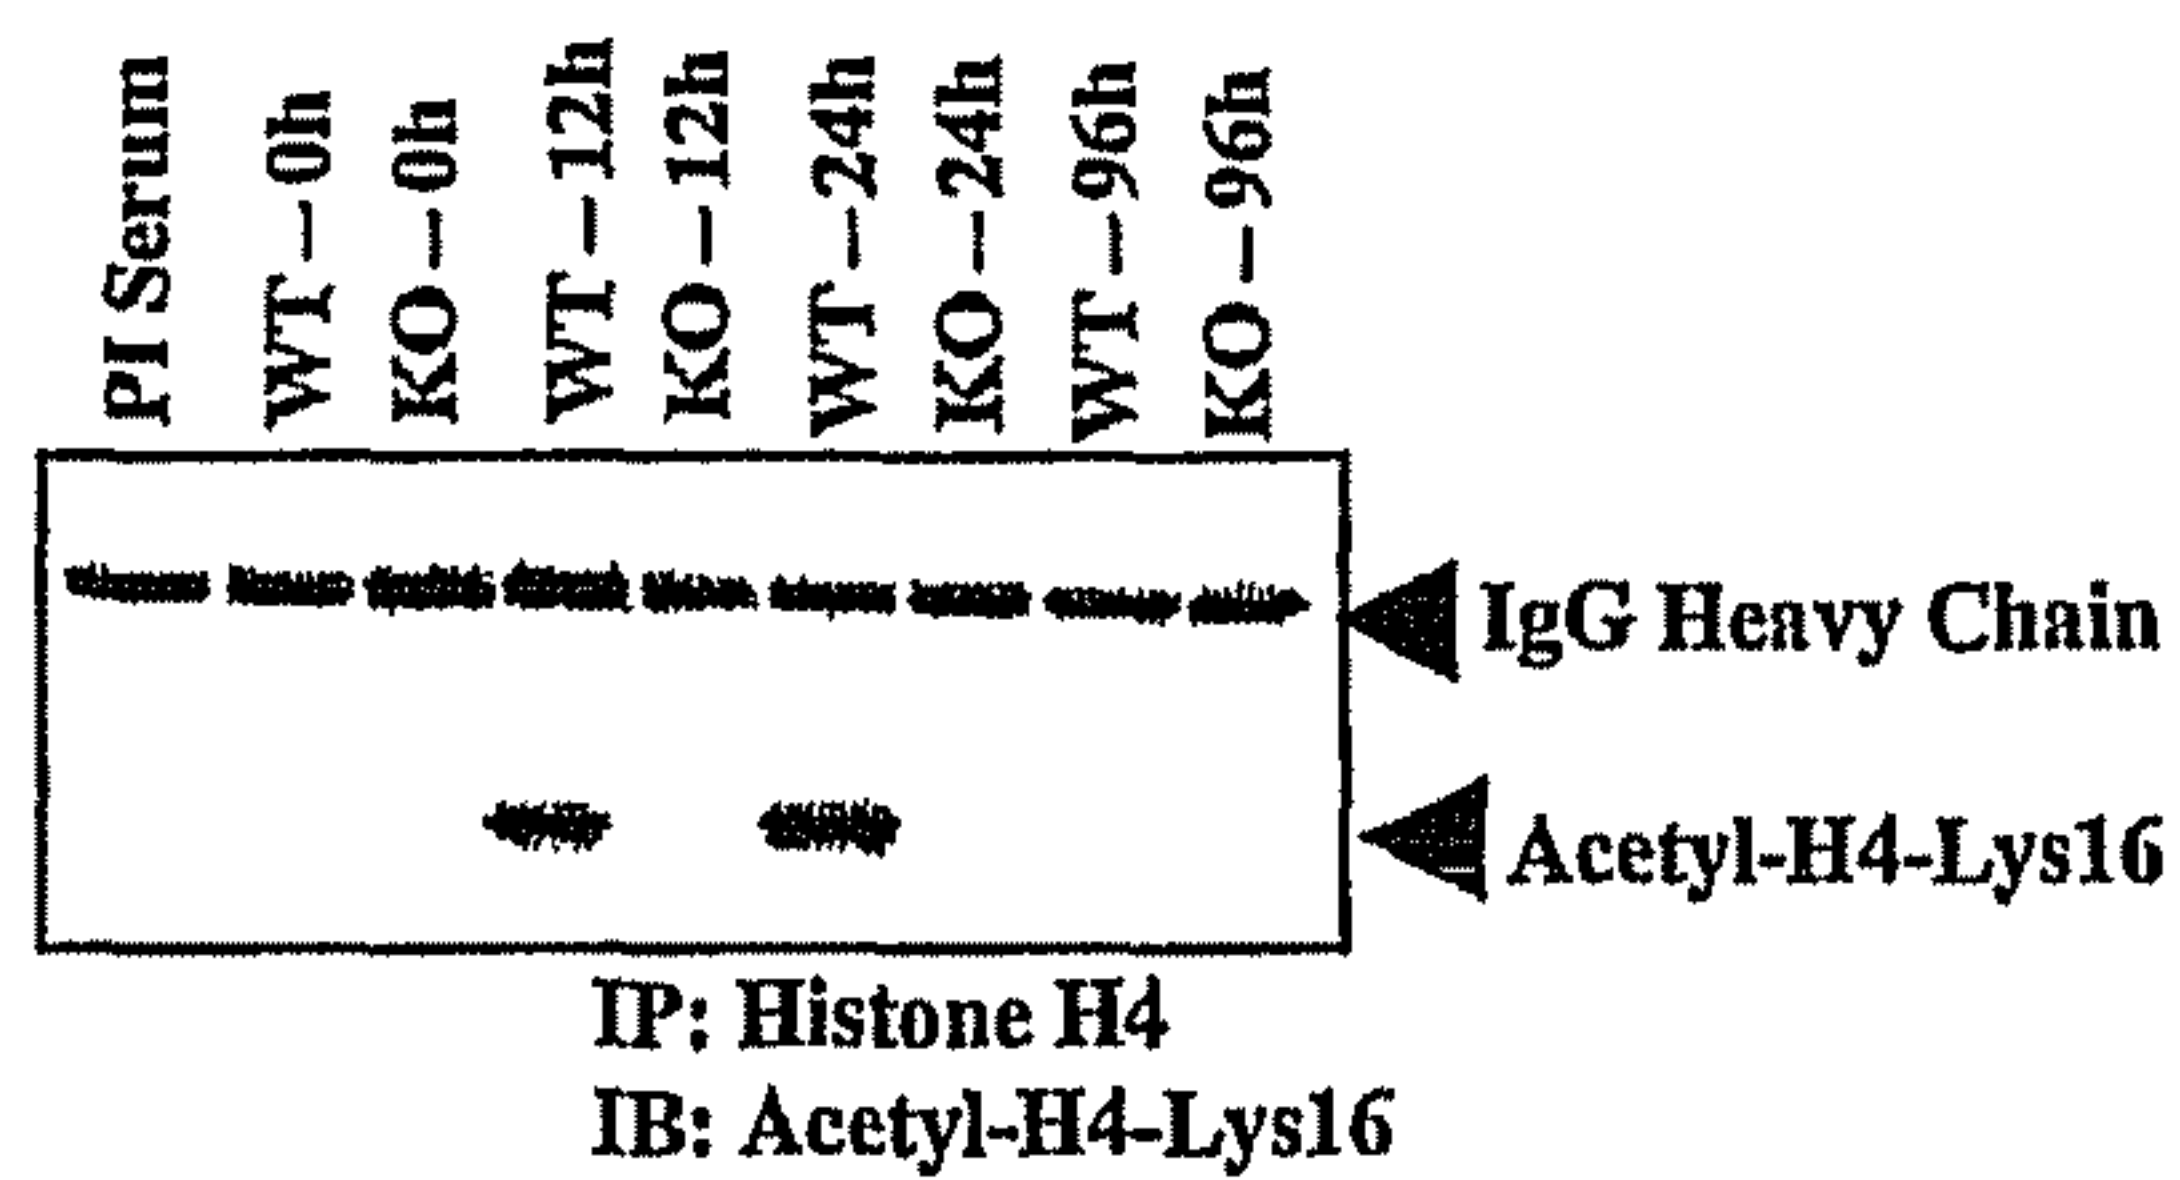 PI Serum
WT – 0h
KO – 0h
WT – 12h
KO – 12h
WT – 24h
KO – 24h
WT – 96h
KO – 96h
IgG Heavy Chain
Acetyl-H4-Lys16
IP: Histone H4
IB: Acetyl-H4-Lys16